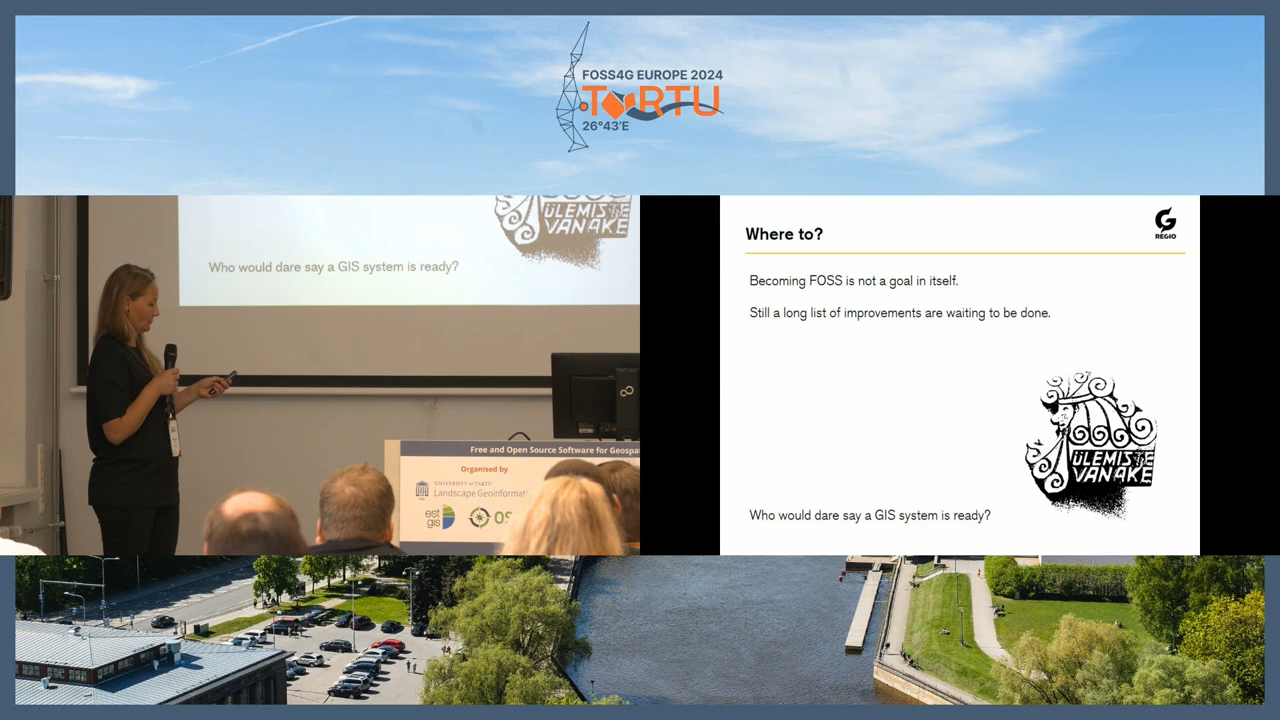 FOSS4G EUROPE 2024
TARTU
26°43'E
ÜLEMISTE
VANAKE
Who would dare say a GIS system is ready?
Free and Open Source Software for Geospat
Organised by
UNIVERSITY OF TARTU
Landscape Geoinformat
est
gis
OS
Where to?
REGIO
Becoming FOSS is not a goal in itself.
Still a long list of improvements are waiting to be done.
ÜLEMISTE
VANAKE
Who would dare say a GIS system is ready?